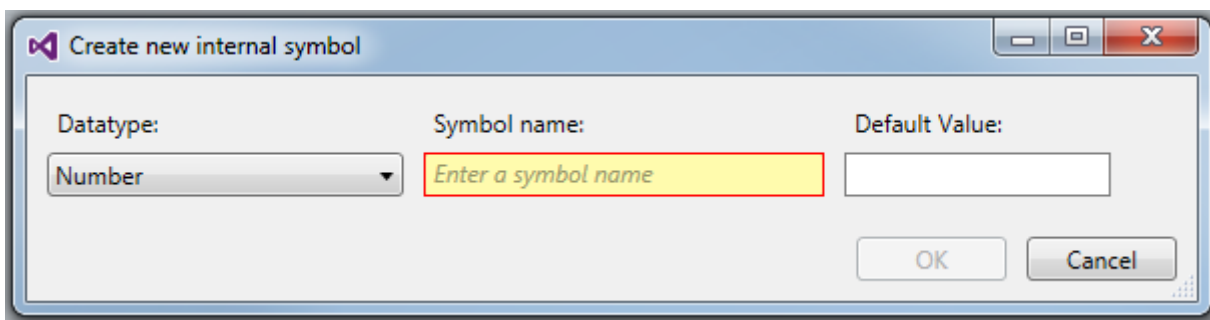 Create new internal symbol
Datatype: Symbol name: Default Value:
Number Enter a symbol name
OK Cancel